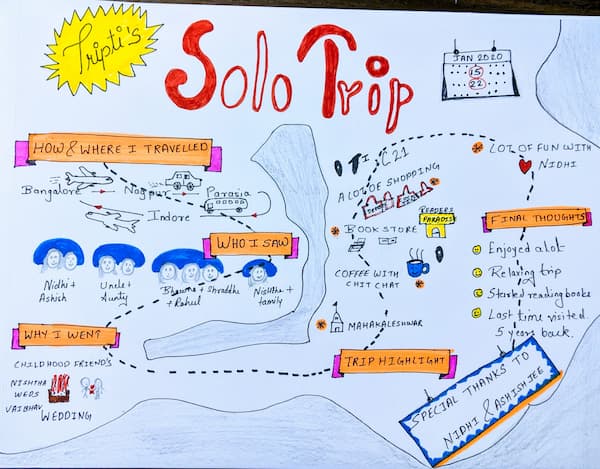 Tripti's
Solo Trip
JAN 2020
15
22
HOW & WHERE I TRAVELLED
Bangalore
Nagpur
Parasia
Indore
WHO I SAW
Nidhi +
Ashish
Uncle +
Aunty
Bhawna + Shraddha
+ Rahul
Nishtha +
family
WHY I WENT?
CHILDHOOD FRIEND'S
NISHTHA
WEDS
VAIBHAV
WEDDING
C21
A LOT OF SHOPPING
BOOK STORE
READERS
PARADISE
COFFEE WITH
CHIT CHAT
MAHAKALESHWAR
TRIP HIGHLIGHT
LOT OF FUN WITH
NIDHI
FINAL THOUGHTS
Enjoyed alot
Relaxing trip
Started reading books
Last time visited
5 years back.
SPECIAL THANKS TO
NIDHI & ASHISH JEE